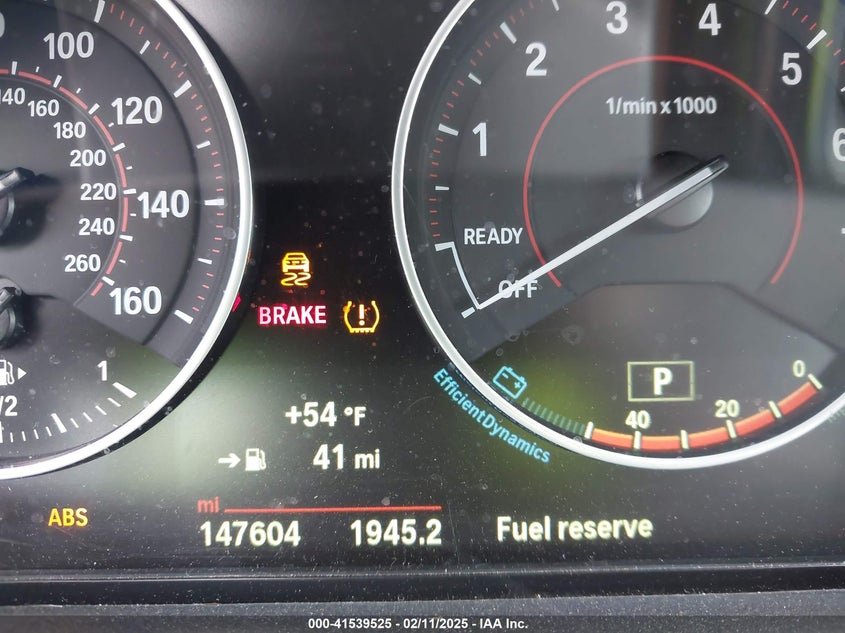 100
120
140
160
140
160
180
200
220
240
260
1
/2
1
2
3
4
5
6
1/min x 1000
READY
OFF
BRAKE
P
EfficientDynamics
40
20
0
+54 °F
41 mi
mi
147604 1945.2
ABS
Fuel reserve
000-41539525 - 02/11/2025 - IAA Inc.